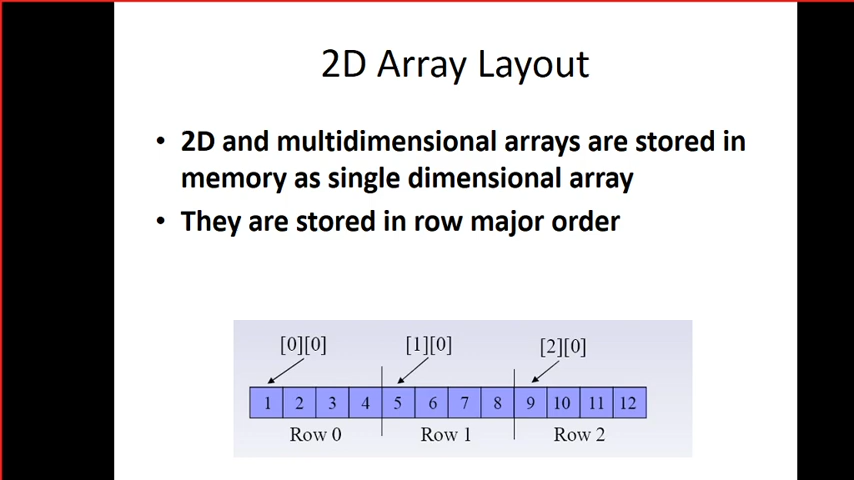 2D Array Layout
• 2D and multidimensional arrays are stored in
memory as single dimensional array
• They are stored in row major order
[0][0] [1][0] [2][0]
1 2 3 4 5 6 7 8 9 10 11 12
Row 0 Row 1 Row 2